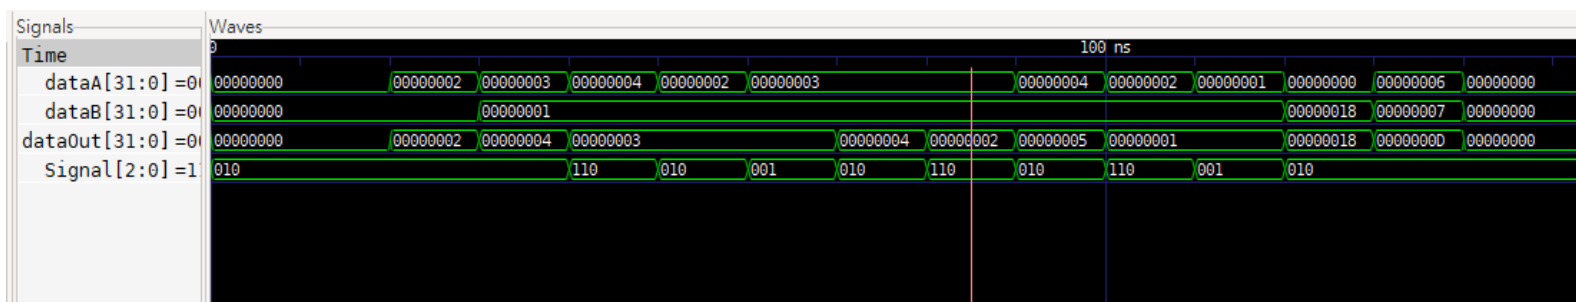 Signals Waves
Time 0 100 ns
dataA[31:0] =0 00000000 00000002 00000003 00000004 00000002 00000003 00000004 00000002 00000001 00000000 00000006 00000000
dataB[31:0] =0 00000000 00000001 00000018 00000007 00000000
dataOut[31:0] =0 00000000 00000002 00000004 00000003 00000004 00000002 00000005 00000001 00000018 0000000D 00000000
Signal[2:0] =1 010 110 010 001 010 110 010 110 001 010